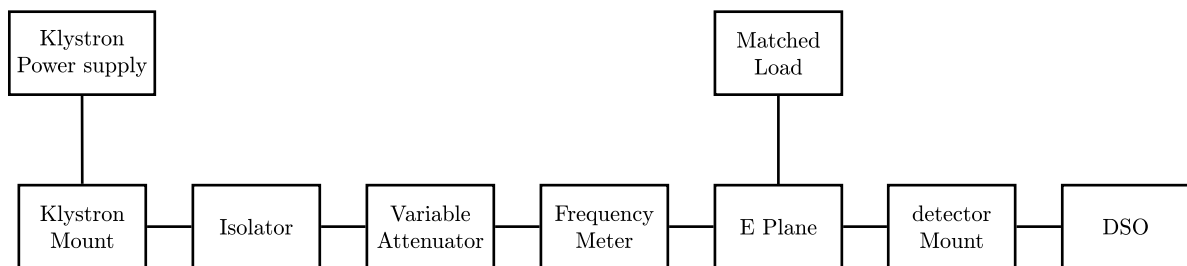 Klystron
Power supply
Matched
Load
Klystron
Mount
Isolator
Variable
Attenuator
Frequency
Meter
E Plane
detector
Mount
DSO